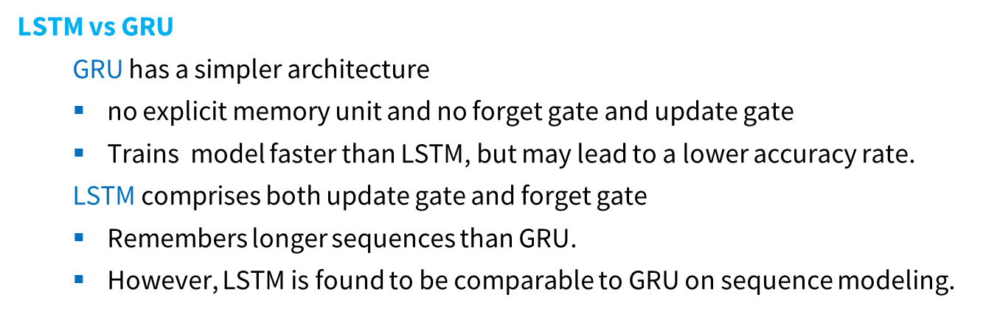 LSTM vs GRU
GRU has a simpler architecture
▪ no explicit memory unit and no forget gate and update gate
▪ Trains model faster than LSTM, but may lead to a lower accuracy rate.
LSTM comprises both update gate and forget gate
▪ Remembers longer sequences than GRU.
▪ However, LSTM is found to be comparable to GRU on sequence modeling.